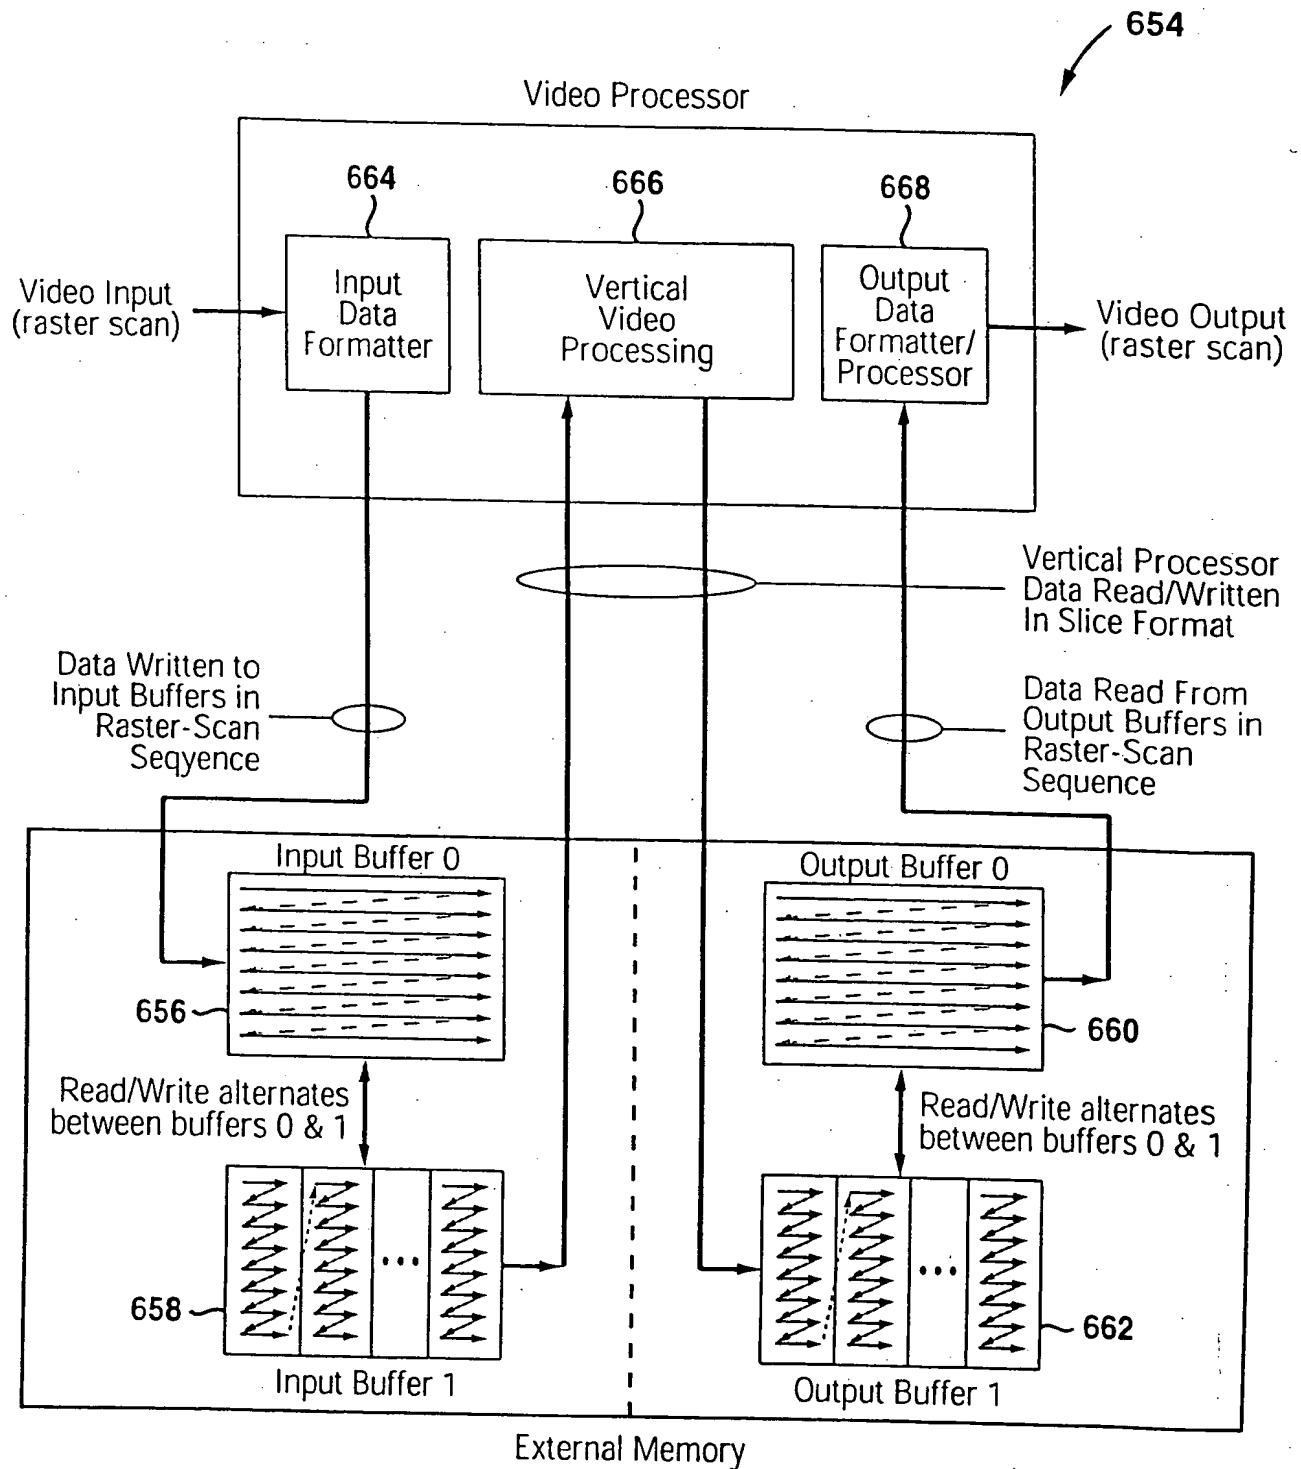 654
Video Processor
664
666
668
Video Input
(raster scan)
Input
Data
Formatter
Vertical
Video
Processing
Output
Data
Formatter/
Processor
Video Output
(raster scan)
Vertical Processor
Data Read/Written
In Slice Format
Data Written to
Input Buffers in
Raster-Scan
Seqyence
Data Read From
Output Buffers in
Raster-Scan
Sequence
Input Buffer 0
Output Buffer 0
656
660
Read/Write alternates
between buffers 0 & 1
Read/Write alternates
between buffers 0 & 1
658
662
Input Buffer 1
Output Buffer 1
External Memory